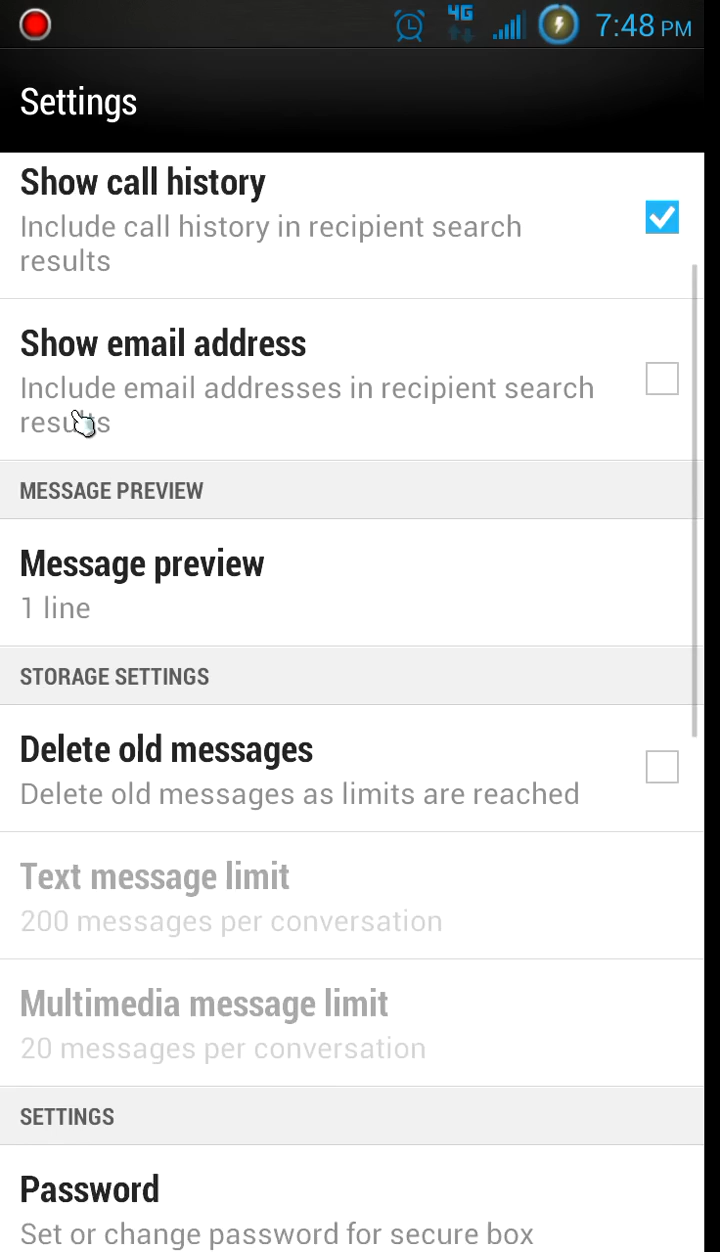 4G
7:48 PM
Settings
Show call history
Include call history in recipient search
results
Show email address
Include email addresses in recipient search
results
MESSAGE PREVIEW
Message preview
1 line
STORAGE SETTINGS
Delete old messages
Delete old messages as limits are reached
Text message limit
200 messages per conversation
Multimedia message limit
20 messages per conversation
SETTINGS
Password
Set or change password for secure box